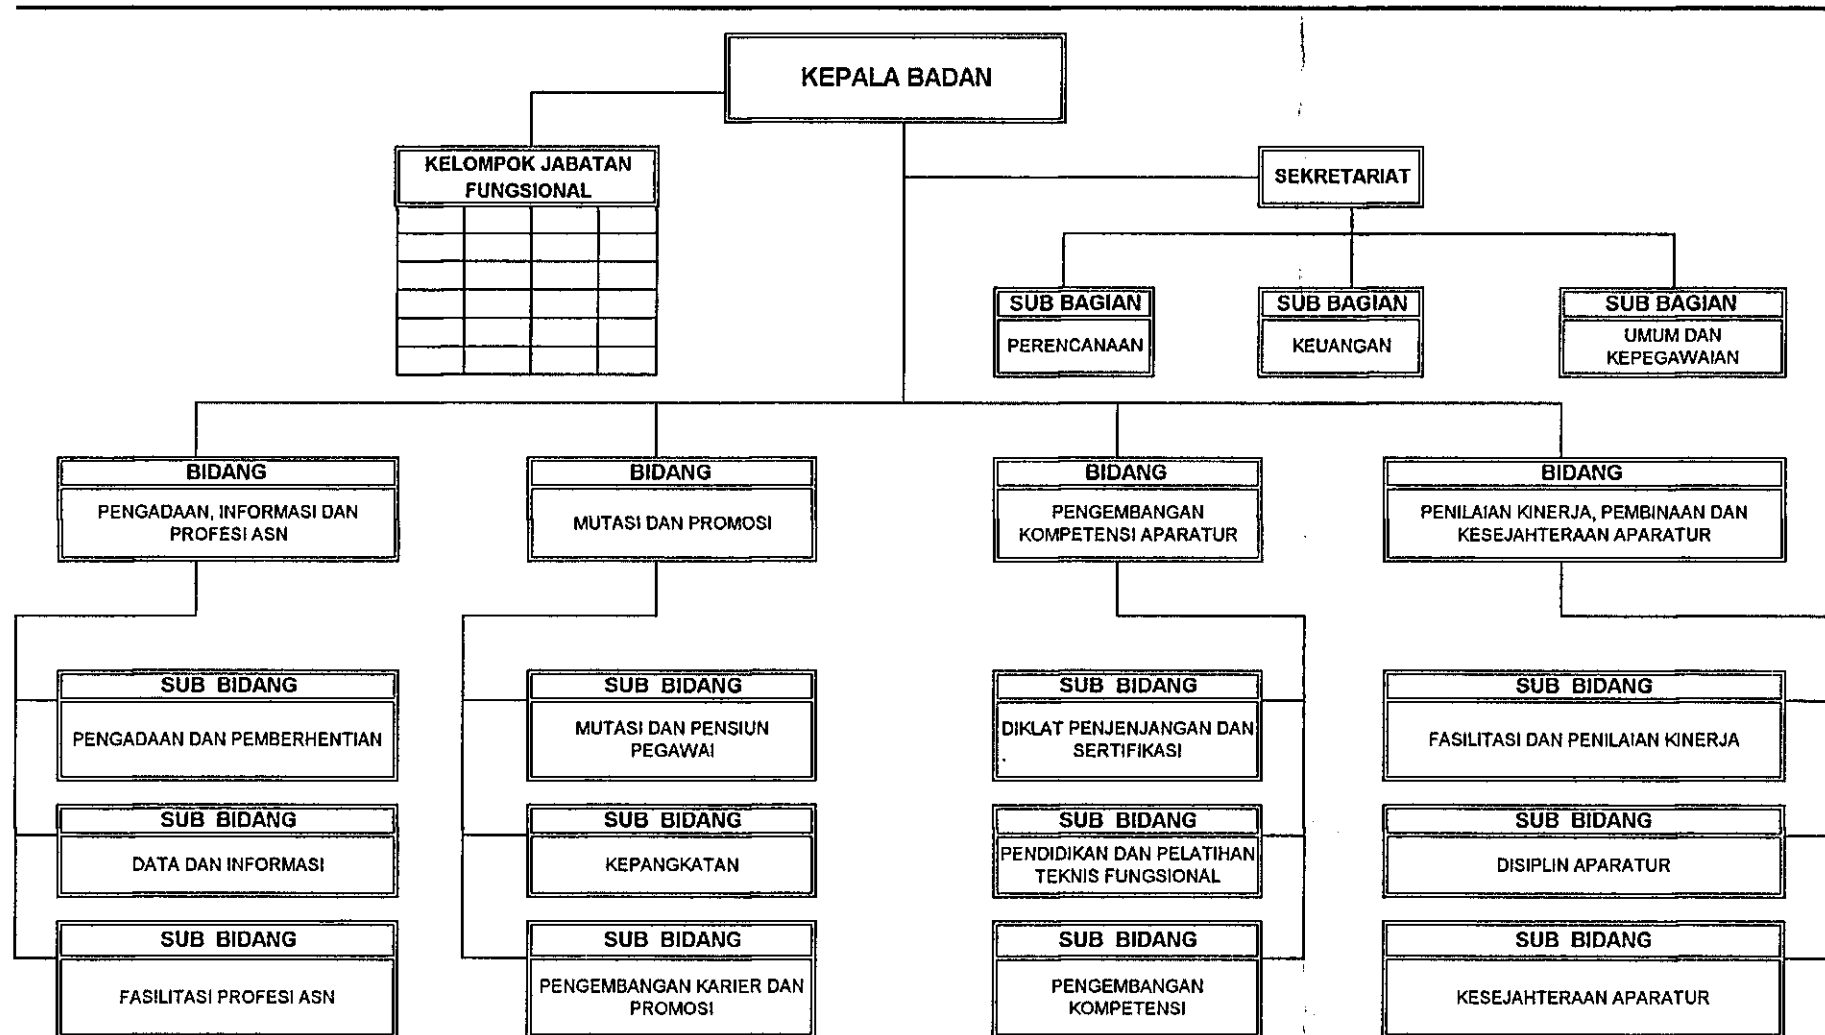 KEPALA BADAN
KELOMPOK JABATAN
FUNGSIONAL
SEKRETARIAT
SUB BAGIAN
PERENCANAAN
SUB BAGIAN
KEUANGAN
SUB BAGIAN
UMUM DAN
KEPEGAWAIAN
BIDANG
PENGADAAN, INFORMASI DAN
PROFESI ASN
BIDANG
MUTASI DAN PROMOSI
BIDANG
PENGEMBANGAN
KOMPETENSI APARATUR
BIDANG
PENILAIAN KINERJA, PEMBINAAN DAN
KESEJAHTERAAN APARATUR
SUB BIDANG
PENGADAAN DAN PEMBERHENTIAN
SUB BIDANG
MUTASI DAN PENSIUN
PEGAWAI
SUB BIDANG
DIKLAT PENJENJANGAN DAN
SERTIFIKASI
SUB BIDANG
FASILITASI DAN PENILAIAN KINERJA
SUB BIDANG
DATA DAN INFORMASI
SUB BIDANG
KEPANGKATAN
SUB BIDANG
PENDIDIKAN DAN PELATIHAN
TEKNIS FUNGSIONAL
SUB BIDANG
DISIPLIN APARATUR
SUB BIDANG
FASILITASI PROFESI ASN
SUB BIDANG
PENGEMBANGAN KARIER DAN
PROMOSI
SUB BIDANG
PENGEMBANGAN
KOMPETENSI
SUB BIDANG
KESEJAHTERAAN APARATUR